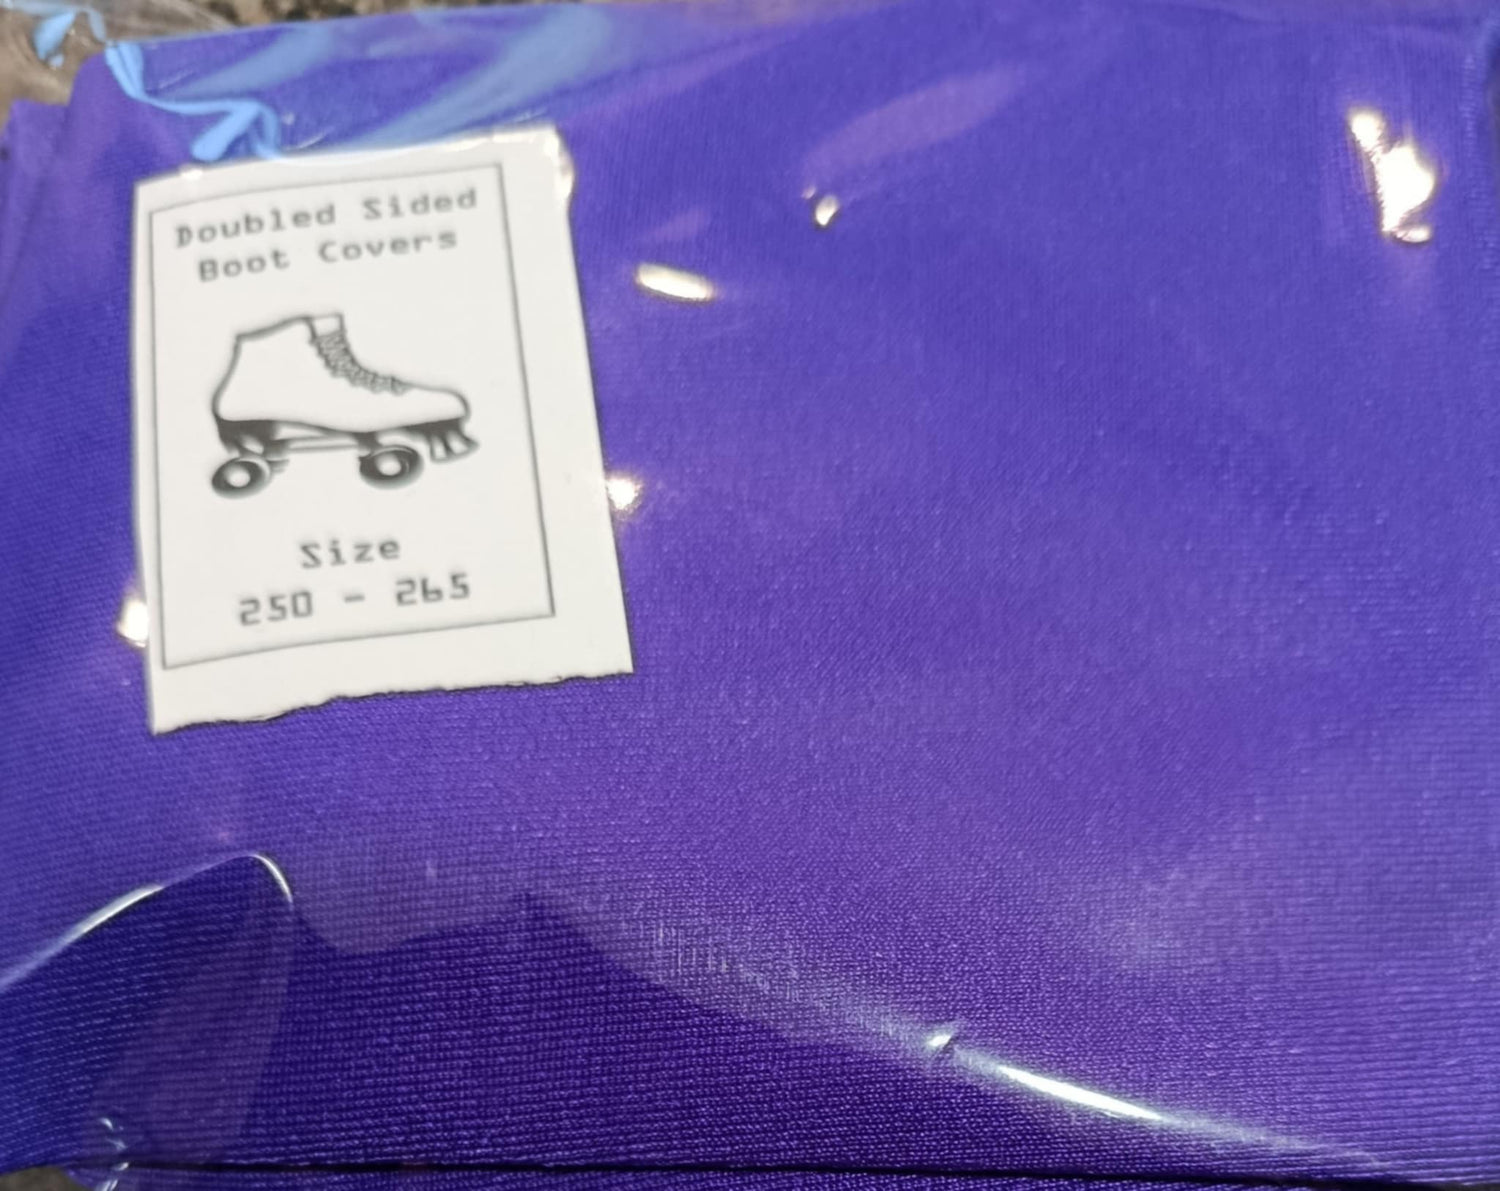 Doubled Sided
Boot Covers
Size
250 - 265